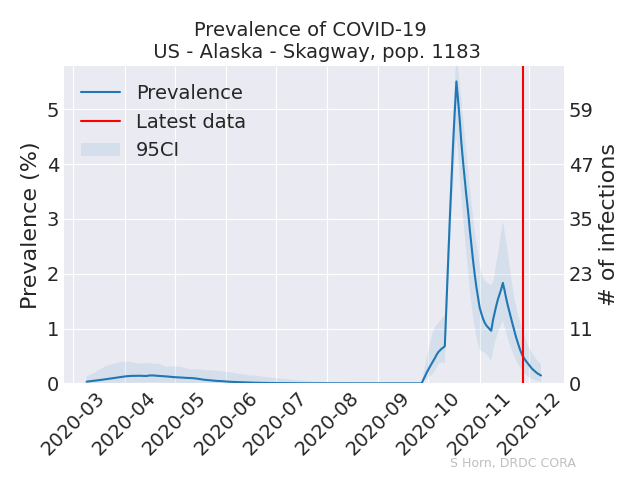 Prevalence of COVID-19
US - Alaska - Skagway, pop. 1183
Prevalence
Latest data
95CI
Prevalence (%)
5
4
3
2
1
0
59
47
35
23
11
0
# of infections
2020-03
2020-04
2020-05
2020-06
2020-07
2020-08
2020-09
2020-10
2020-11
2020-12
S Horn, DRDC CORA